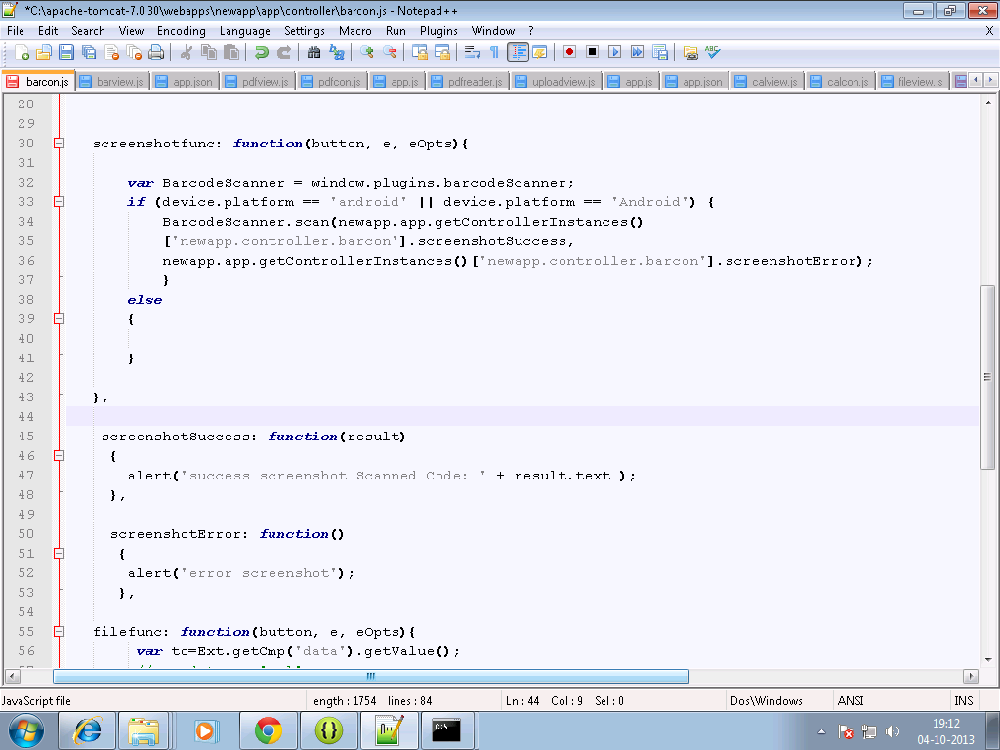 *C:\apache-tomcat-7.0.30\webapps\newapp\app\controller\barcon.js - Notepad++
File Edit Search View Encoding Language Settings Macro Run Plugins Window ? X
barcon.js barview.js app.json pdfview.js pdfcon.js app.js pdfreader.js uploadview.js app.js app.json calview.js calcon.js fileview.js
28
29
30 screenshotfunc: function(button, e, eOpts){
31
32 var BarcodeScanner = window.plugins.barcodeScanner;
33 if (device.platform == 'android' || device.platform == 'Android') {
34 BarcodeScanner.scan(newapp.app.getControllerInstances()
35 ['newapp.controller.barcon'].screenshotSuccess,
36 newapp.app.getControllerInstances()['newapp.controller.barcon'].screenshotError);
37 }
38 else
39 {
40
41 }
42
43 },
44
45 screenshotSuccess: function(result)
46 {
47 alert('success screenshot Scanned Code: ' + result.text );
48 },
49
50 screenshotError: function()
51 {
52 alert('error screenshot');
53 },
54
55 filefunc: function(button, e, eOpts){
56 var to=Ext.getCmp('data').getValue();
JavaScript file length : 1754 lines : 84 Ln : 44 Col : 9 Sel : 0 Dos\Windows ANSI INS
19:12
04-10-2013